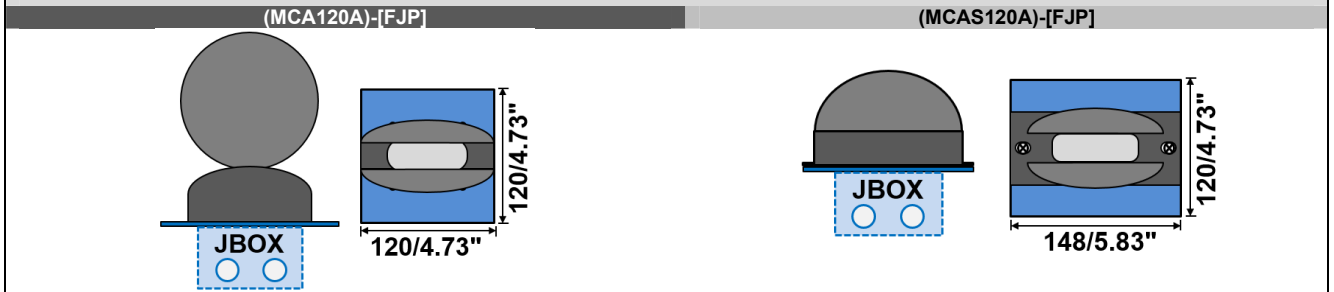 (MCA120A)-[FJP]
(MCAS120A)-[FJP]
120/4.73"
120/4.73"
JBOX
120/4.73"
JBOX
148/5.83"